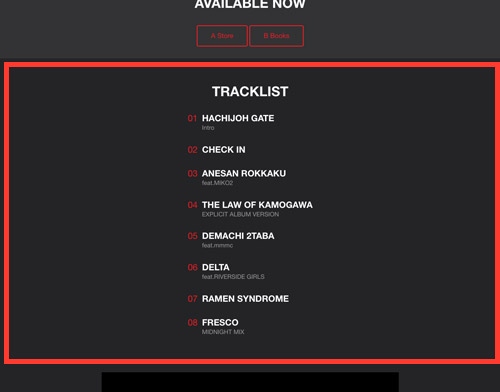 AVAILABLE NOW
A Store B Books
TRACKLIST
01 HACHIJOH GATE
Intro
02 CHECK IN
03 ANESAN ROKKAKU
feat.MIKO2
04 THE LAW OF KAMOGAWA
EXPLICIT ALBUM VERSION
05 DEMACHI 2TABA
feat.mmmc
06 DELTA
feat.RIVERSIDE GIRLS
07 RAMEN SYNDROME
08 FRESCO
MIDNIGHT MIX